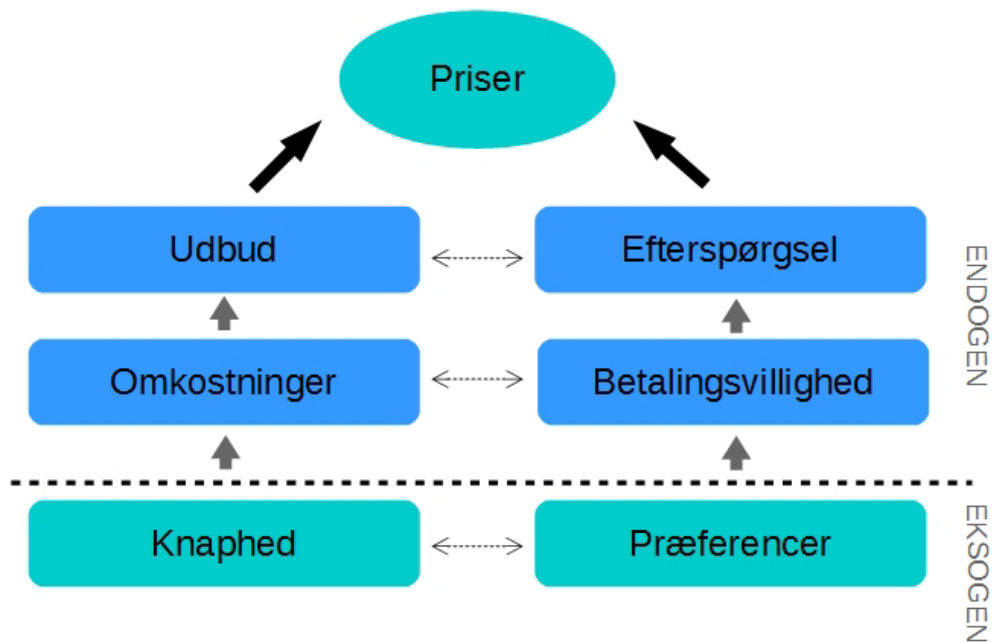 Priser
Udbud
Efterspørgsel
Omkostninger
Betalingsvillighed
ENDOGEN
Knaphed
Præferencer
EKSOGEN